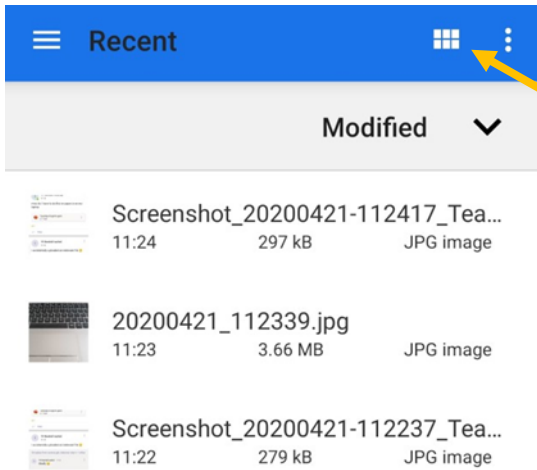 Recent
Modified
Screenshot_20200421-112417_Tea...
11:24 297 kB JPG image
20200421_112339.jpg
11:23 3.66 MB JPG image
Screenshot_20200421-112237_Tea...
11:22 279 kB JPG image